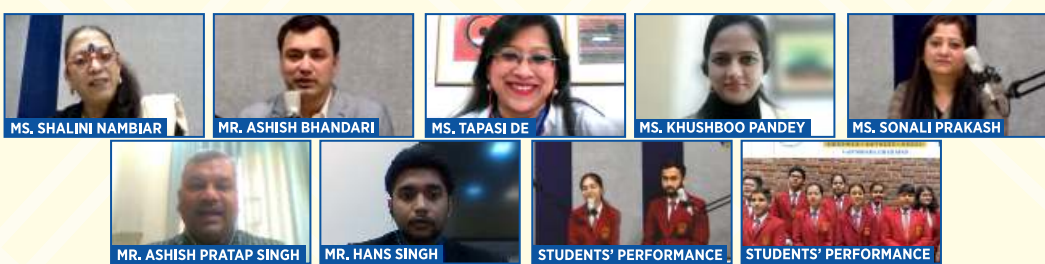 MS. SHALINI NAMBIAR
MR. ASHISH BHANDARI
MS. TAPASI DE
MS. KHUSHBOO PANDEY
MS. SONALI PRAKASH
MR. ASHISH PRATAP SINGH
MR. HANS SINGH
STUDENTS' PERFORMANCE
STUDENTS' PERFORMANCE